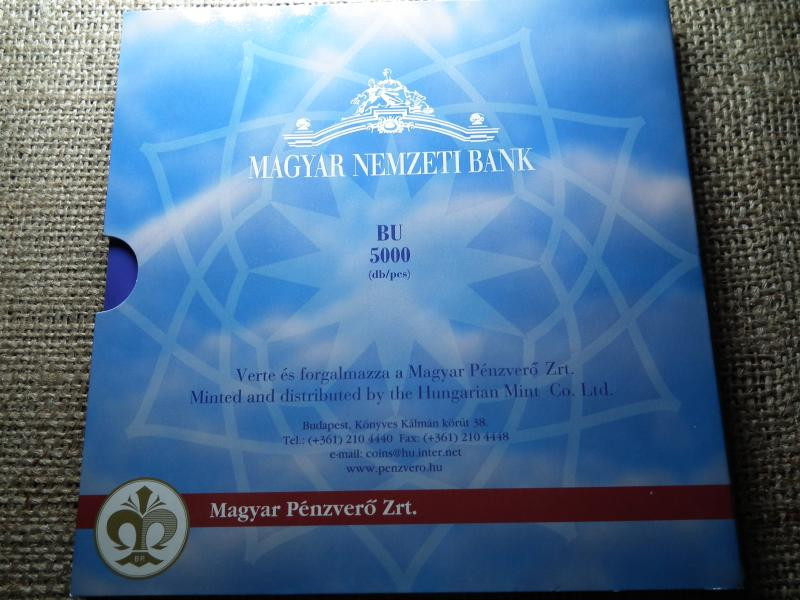 MAGYAR NEMZETI BANK
BU
5000
(db/pcs)
Verte és forgalmazza a Magyar Pénzverő Zrt.
Minted and distributed by the Hungarian Mint Co. Ltd.
Budapest, Könyves Kálmán körút 38.
Tel.: (+361) 210 4440 Fax: (+361) 210 4448
e-mail: coins@hu.inter.net
www.penzvero.hu
Magyar Pénzverő Zrt.
BP.